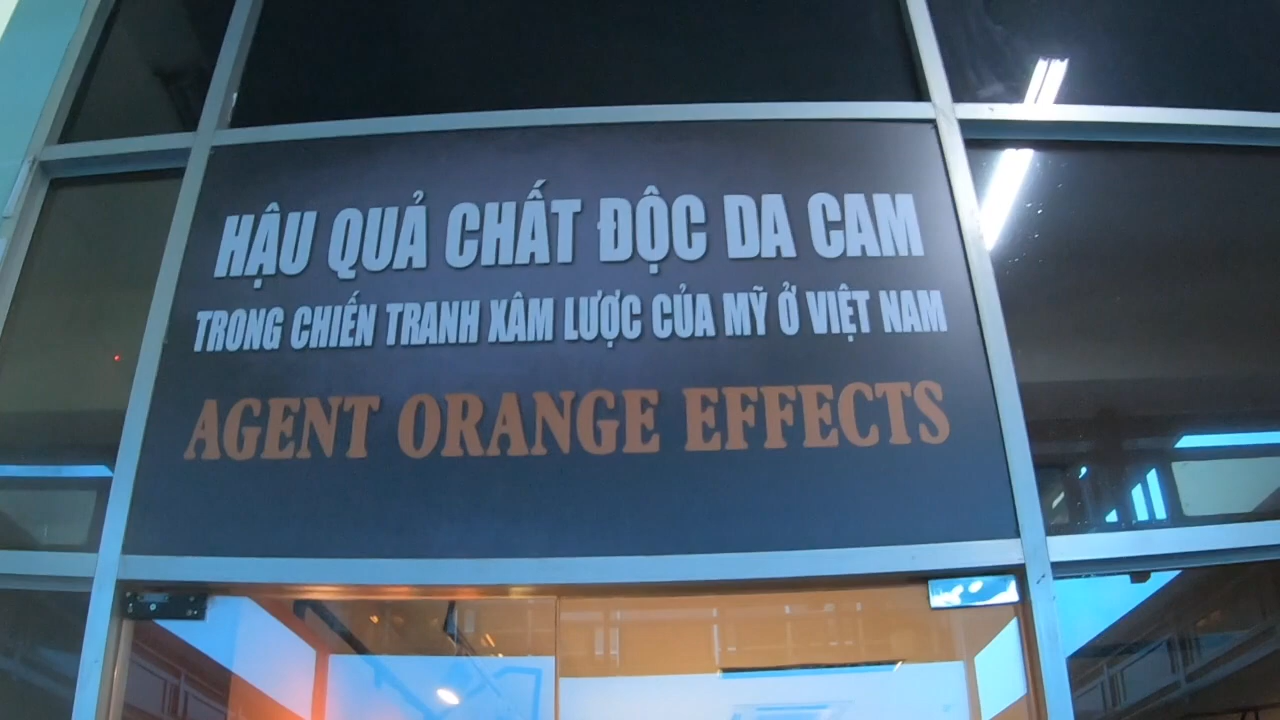 HẬU QUẢ CHẤT ĐỘC DA CAM
TRONG CHIẾN TRANH XÂM LƯỢC CỦA MỸ Ở VIỆT NAM
AGENT ORANGE EFFECTS